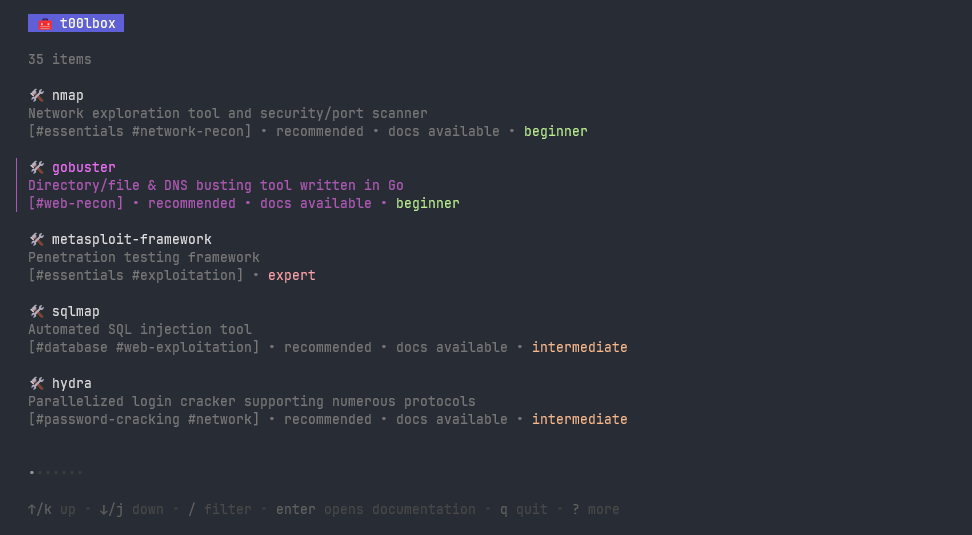 🧰 t00lbox
35 items
🛠 nmap
Network exploration tool and security/port scanner
[#essentials #network-recon] • recommended • docs available • beginner
🛠 gobuster
Directory/file & DNS busting tool written in Go
[#web-recon] • recommended • docs available • beginner
🛠 metasploit-framework
Penetration testing framework
[#essentials #exploitation] • expert
🛠 sqlmap
Automated SQL injection tool
[#database #web-exploitation] • recommended • docs available • intermediate
🛠 hydra
Parallelized login cracker supporting numerous protocols
[#password-cracking #network] • recommended • docs available • intermediate
•••••••
↑/k up • ↓/j down • / filter • enter opens documentation • q quit • ? more